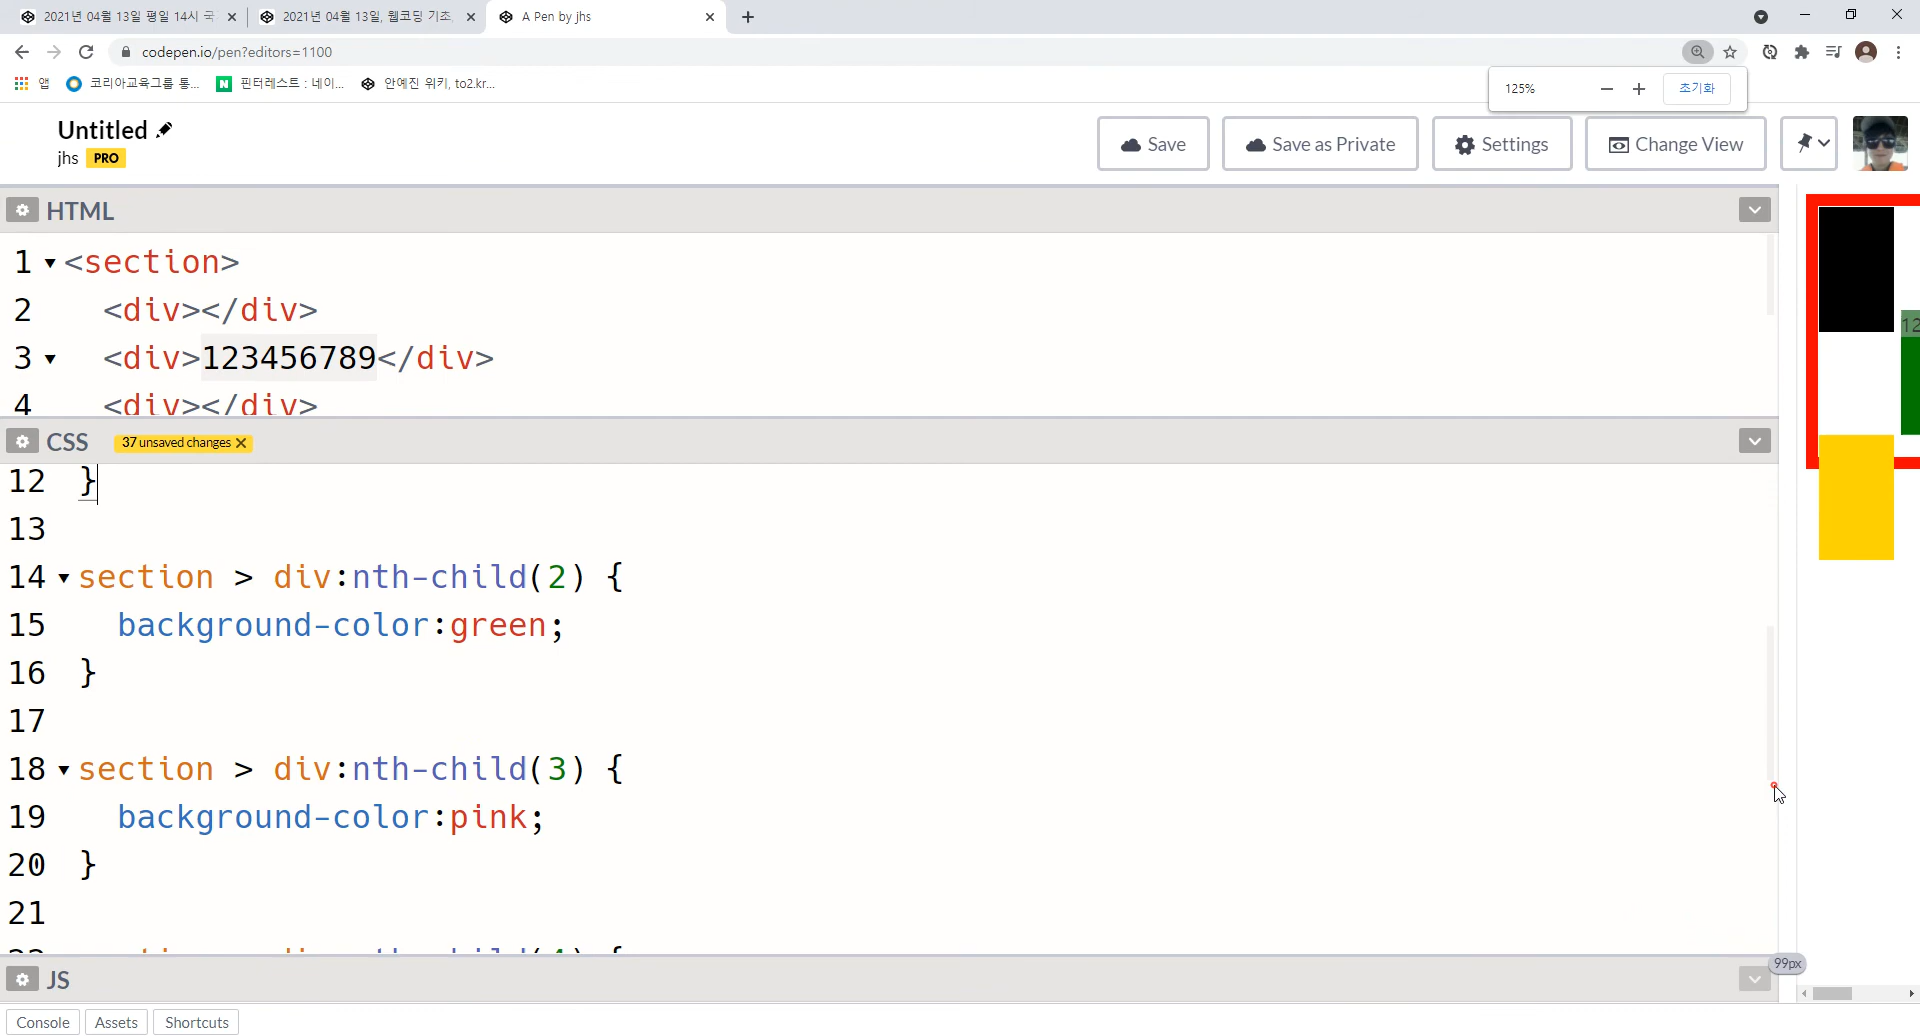 2021년 04월 13일 평일 14시 국
2021년 04월 13일, 웹코딩 기초,
A Pen by jhs
codepen.io/pen?editors=1100
앱
코리아교육그룹 통...
핀터레스트 : 네이...
안예진 위키, to2.kr...
125%
초기화
Untitled
jhs PRO
Save
Save as Private
Settings
Change View
HTML
1 <section>
2 <div></div>
3 <div>123456789</div>
4 <div></div>
12
CSS 37 unsaved changes
12 }
13
14 section > div:nth-child(2) {
15 background-color:green;
16 }
17
18 section > div:nth-child(3) {
19 background-color:pink;
20 }
21
JS
99px
Console
Assets
Shortcuts